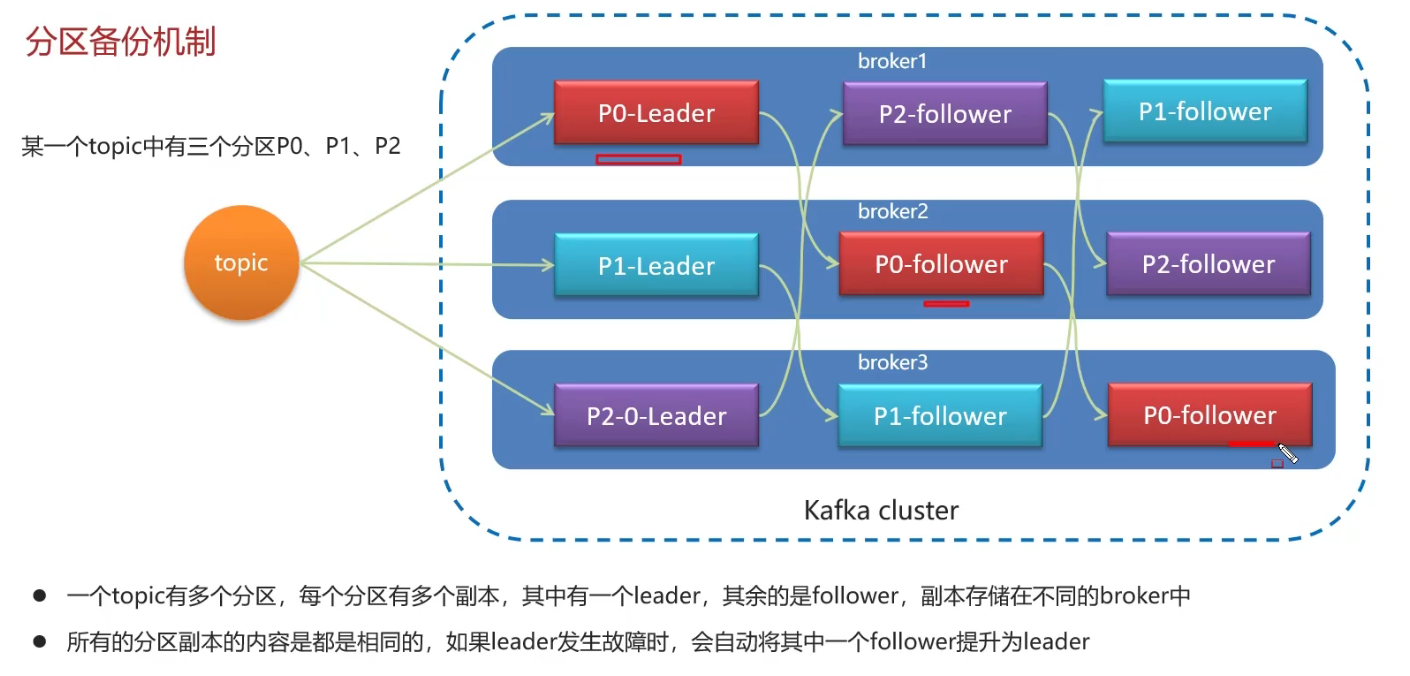 分区备份机制
某一个topic中有三个分区P0、P1、P2
topic
broker1
P0-Leader
P2-follower
P1-follower
broker2
P1-Leader
P0-follower
P2-follower
broker3
P2-0-Leader
P1-follower
P0-follower
Kafka cluster
● 一个topic有多个分区，每个分区有多个副本，其中有一个leader，其余的是follower，副本存储在不同的broker中
● 所有的分区副本的内容是都是相同的，如果leader发生故障时，会自动将其中一个follower提升为leader